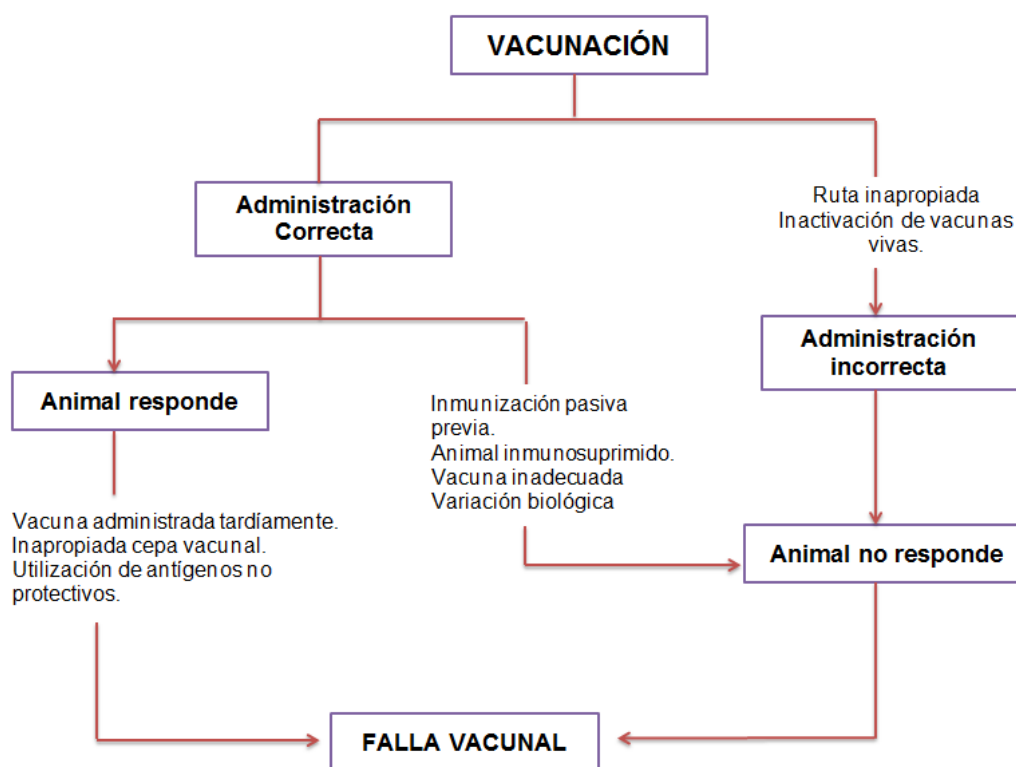 VACUNACIÓN
Administración
Correcta
Ruta inapropiada
Inactivación de vacunas
vivas.
Administración
incorrecta
Animal responde
Inmunización pasiva
previa.
Animal inmunosuprimido.
Vacuna inadecuada
Variación biológica
Vacuna administrada tardíamente.
Inapropiada cepa vacunal.
Utilización de antígenos no
protectivos.
Animal no responde
FALLA VACUNAL